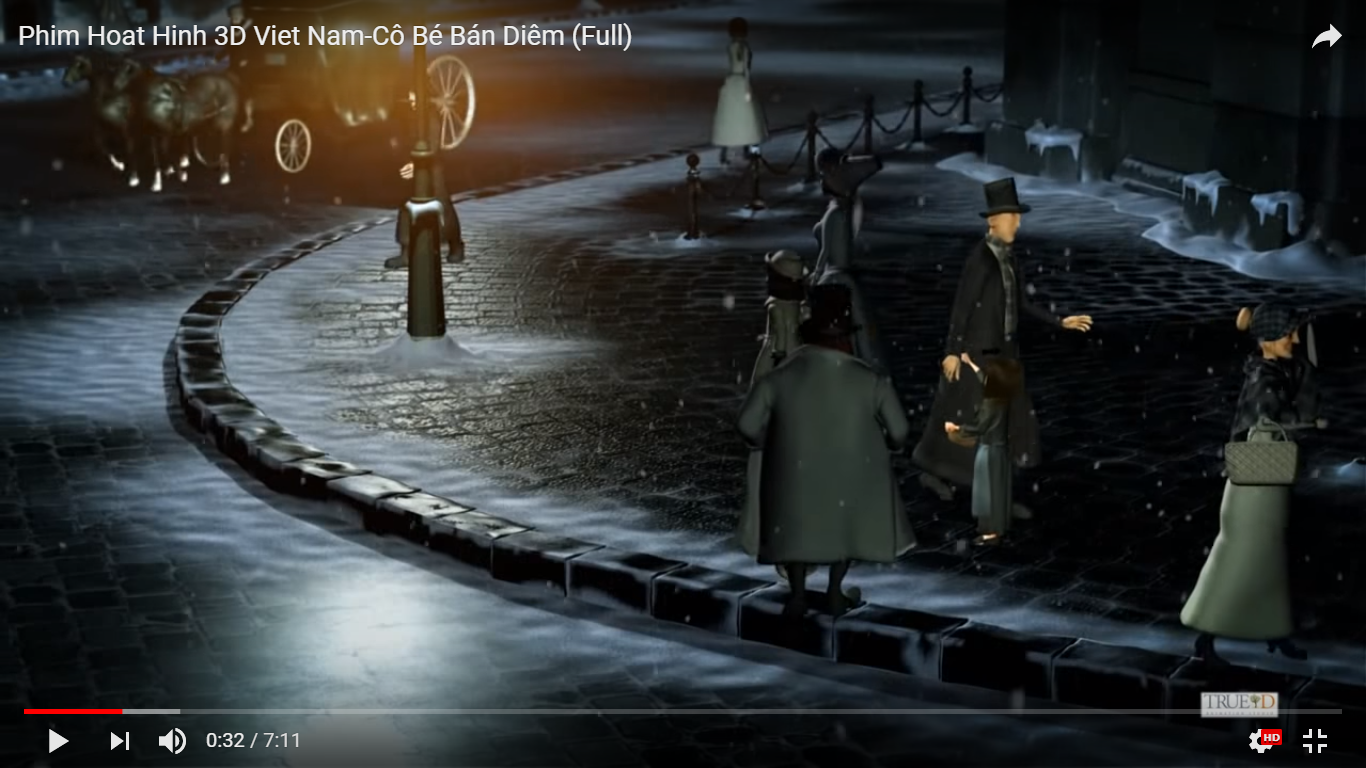 Phim Hoat Hinh 3D Viet Nam-Cô Bé Bán Diêm (Full)
TRUE D
0:32 / 7:11
HD